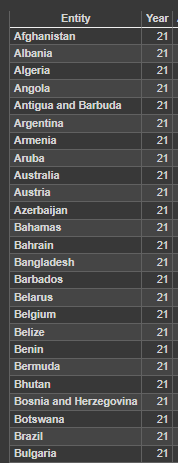 Entity Year
Afghanistan 21
Albania 21
Algeria 21
Angola 21
Antigua and Barbuda 21
Argentina 21
Armenia 21
Aruba 21
Australia 21
Austria 21
Azerbaijan 21
Bahamas 21
Bahrain 21
Bangladesh 21
Barbados 21
Belarus 21
Belgium 21
Belize 21
Benin 21
Bermuda 21
Bhutan 21
Bosnia and Herzegovina 21
Botswana 21
Brazil 21
Bulgaria 21